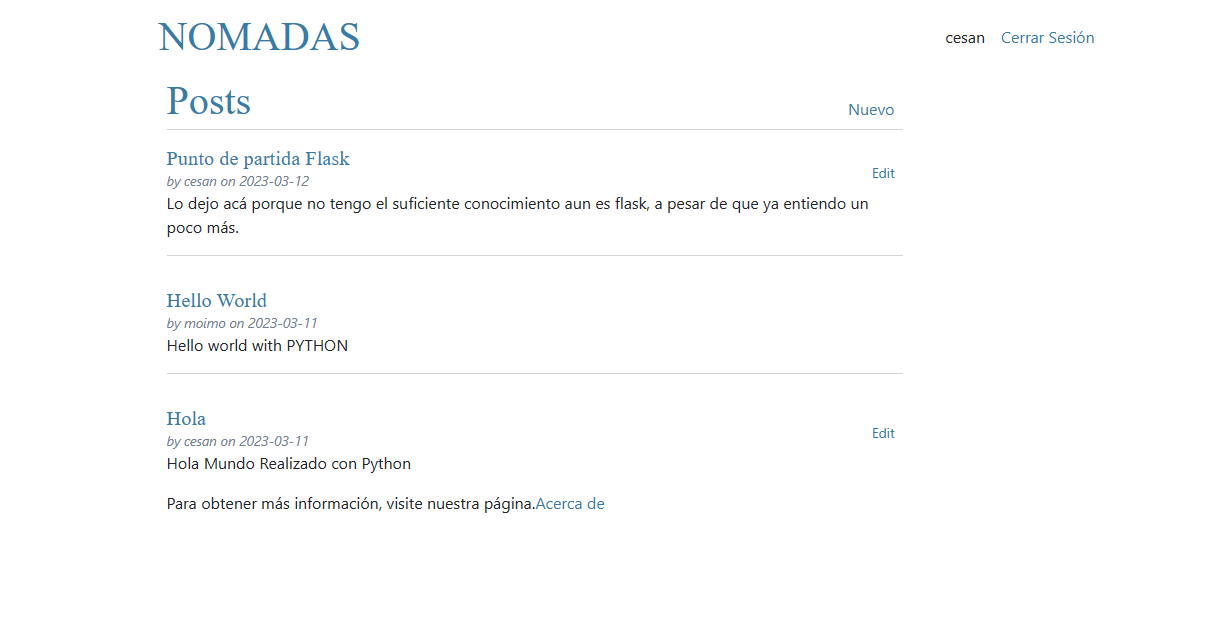 NOMADAS
cesan Cerrar Sesión
Posts
Nuevo
Punto de partida Flask
Edit
by cesan on 2023-03-12
Lo dejo acá porque no tengo el suficiente conocimiento aun es flask, a pesar de que ya entiendo un
poco más.
Hello World
by moimo on 2023-03-11
Hello world with PYTHON
Hola
Edit
by cesan on 2023-03-11
Hola Mundo Realizado con Python
Para obtener más información, visite nuestra página.Acerca de